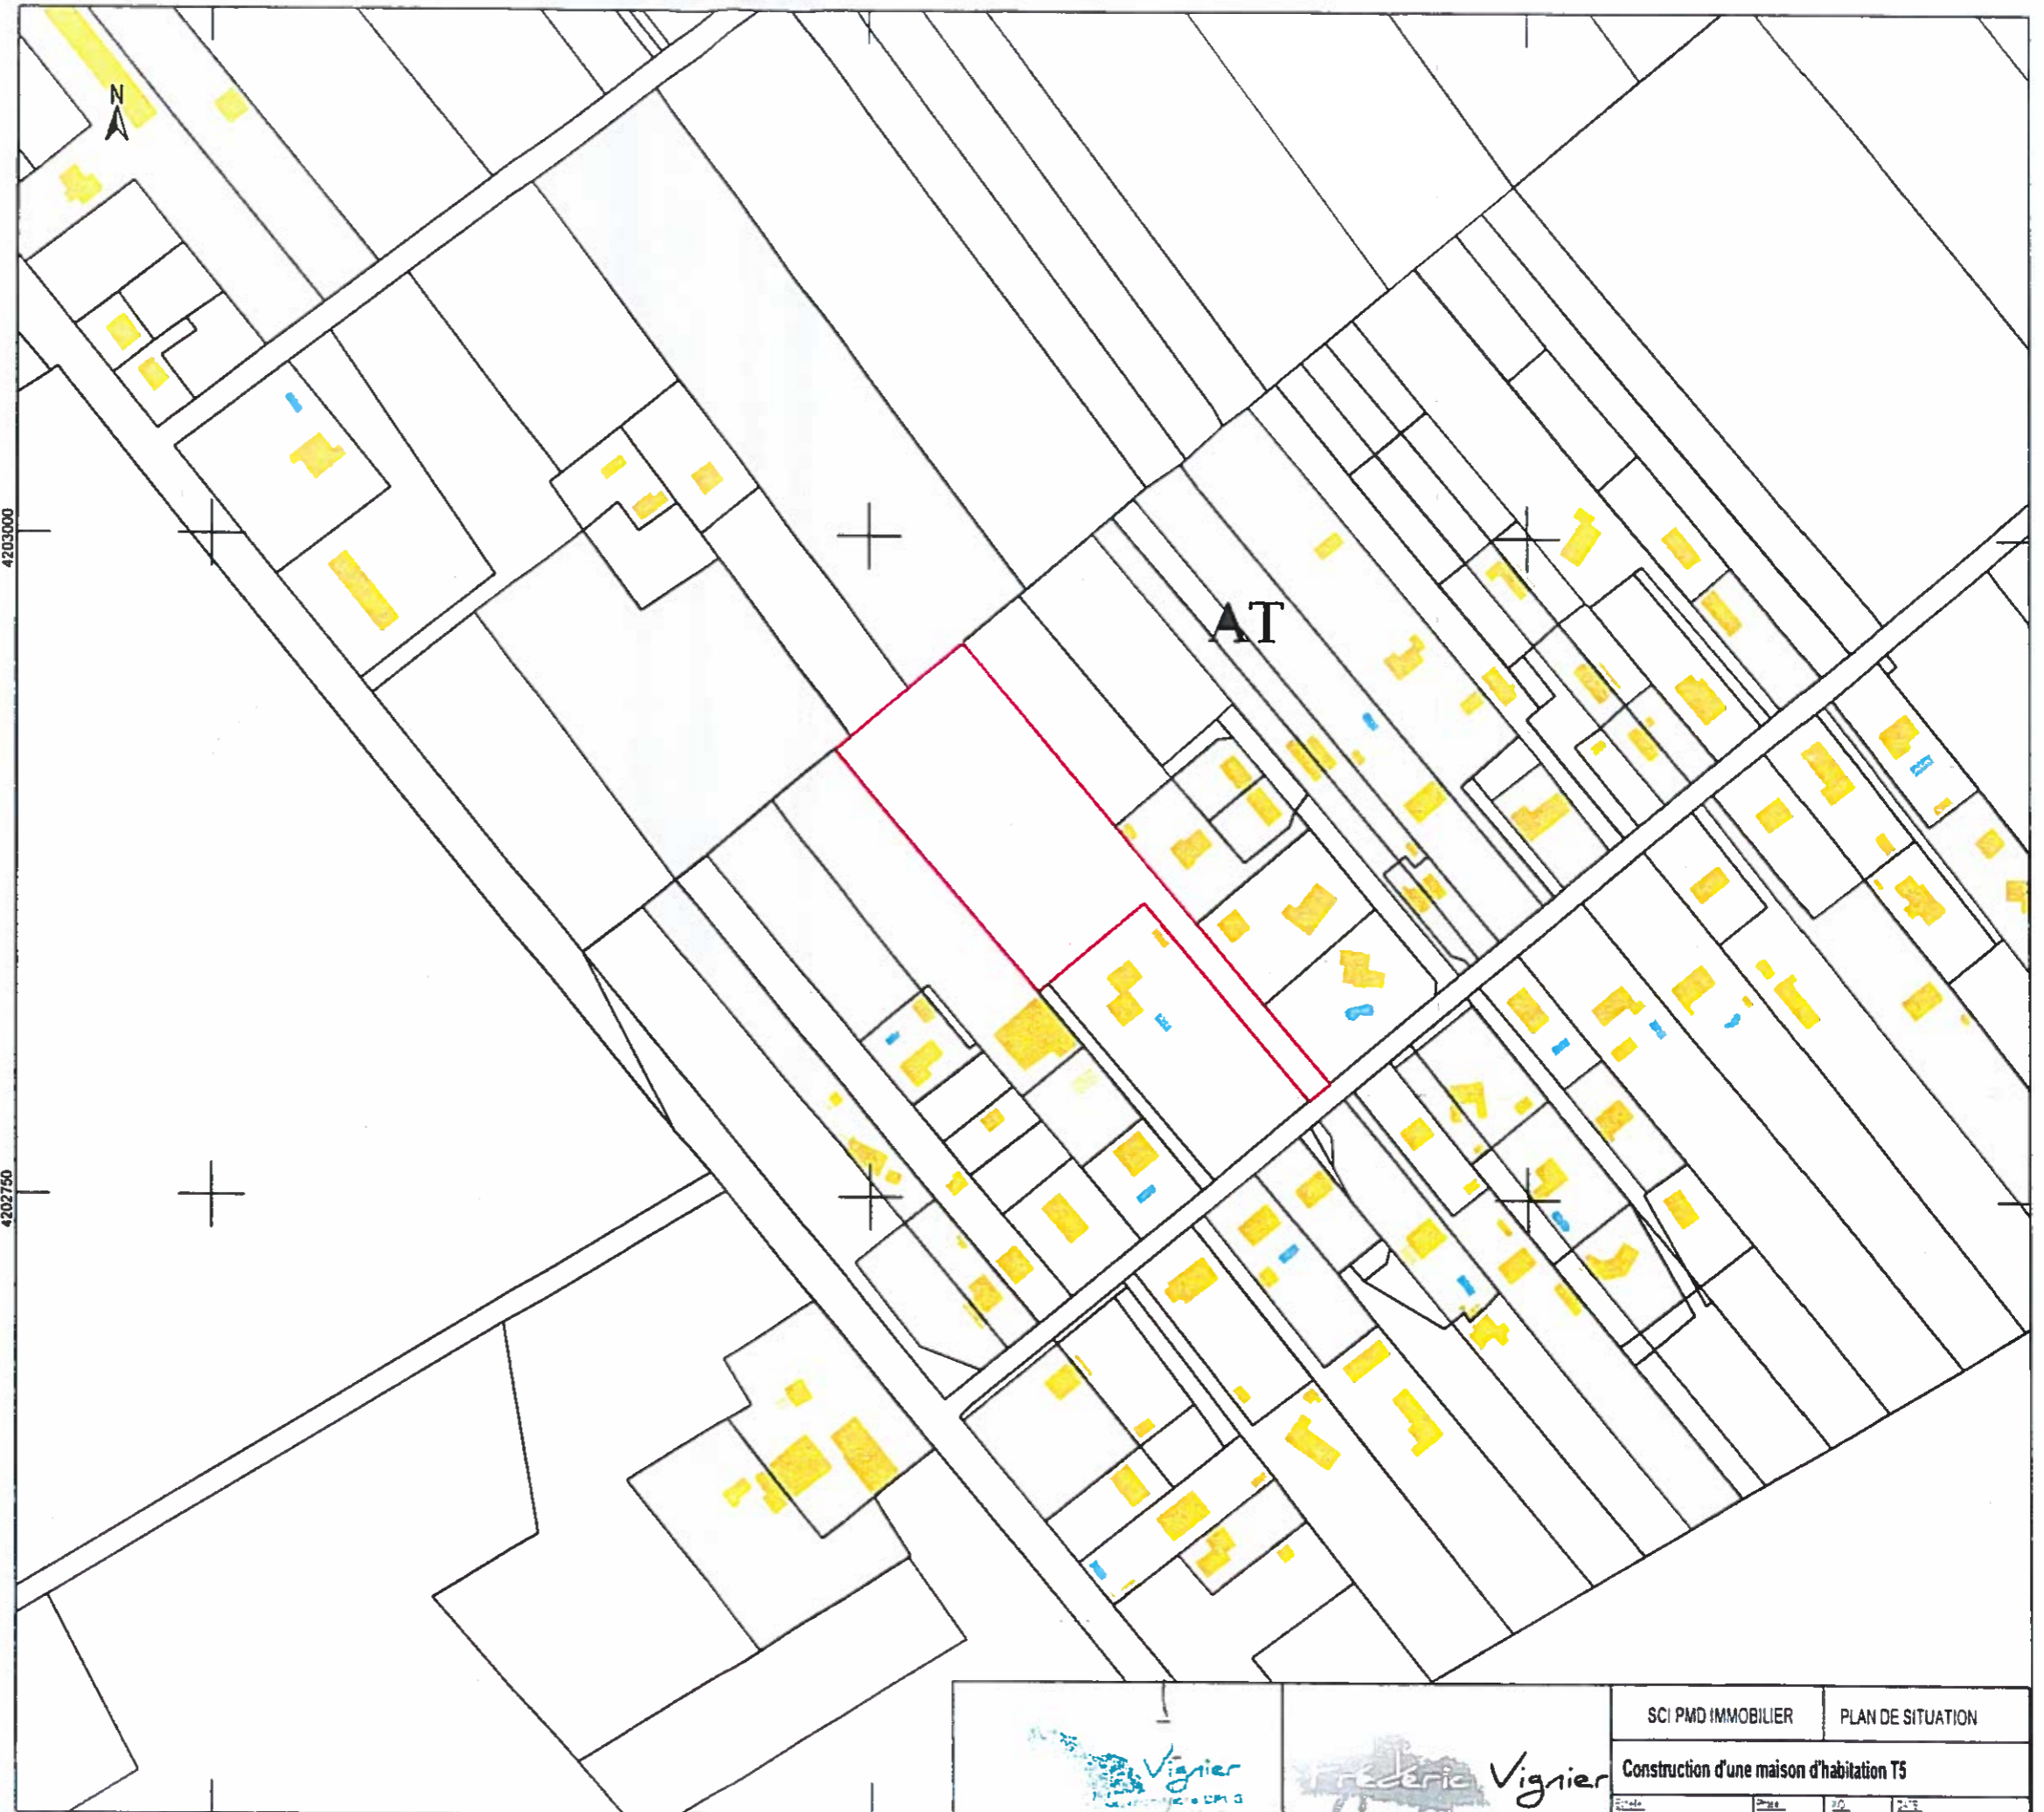 N
4203000
AT
4202750
SCI PMD IMMOBILIER
PLAN DE SITUATION
Construction d'une maison d'habitation T5
Vignier
Frédéric Vignier